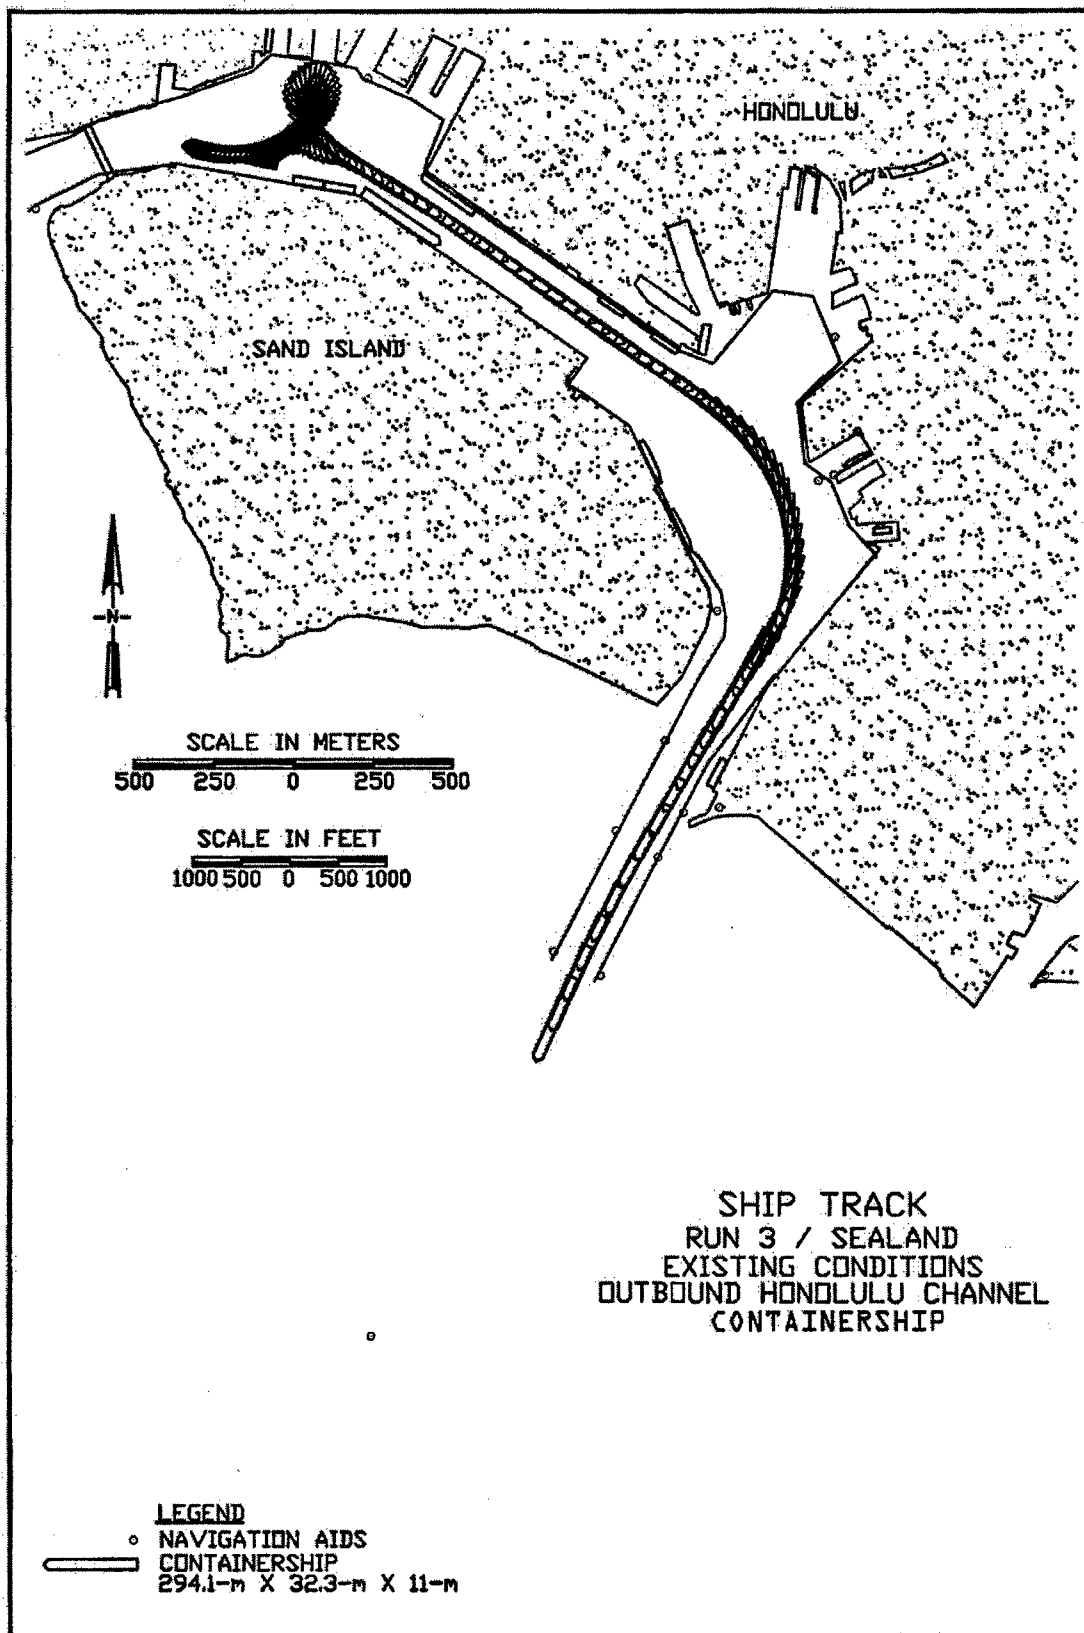 HONOLULU
SAND ISLAND
N
SCALE IN METERS
500 250 0 250 500
SCALE IN FEET
1000 500 0 500 1000
SHIP TRACK
RUN 3 / SEALAND
EXISTING CONDITIONS
OUTBOUND HONOLULU CHANNEL
CONTAINERSHIP
LEGEND
NAVIGATION AIDS
CONTAINERSHIP
294.1-m X 32.3-m X 11-m